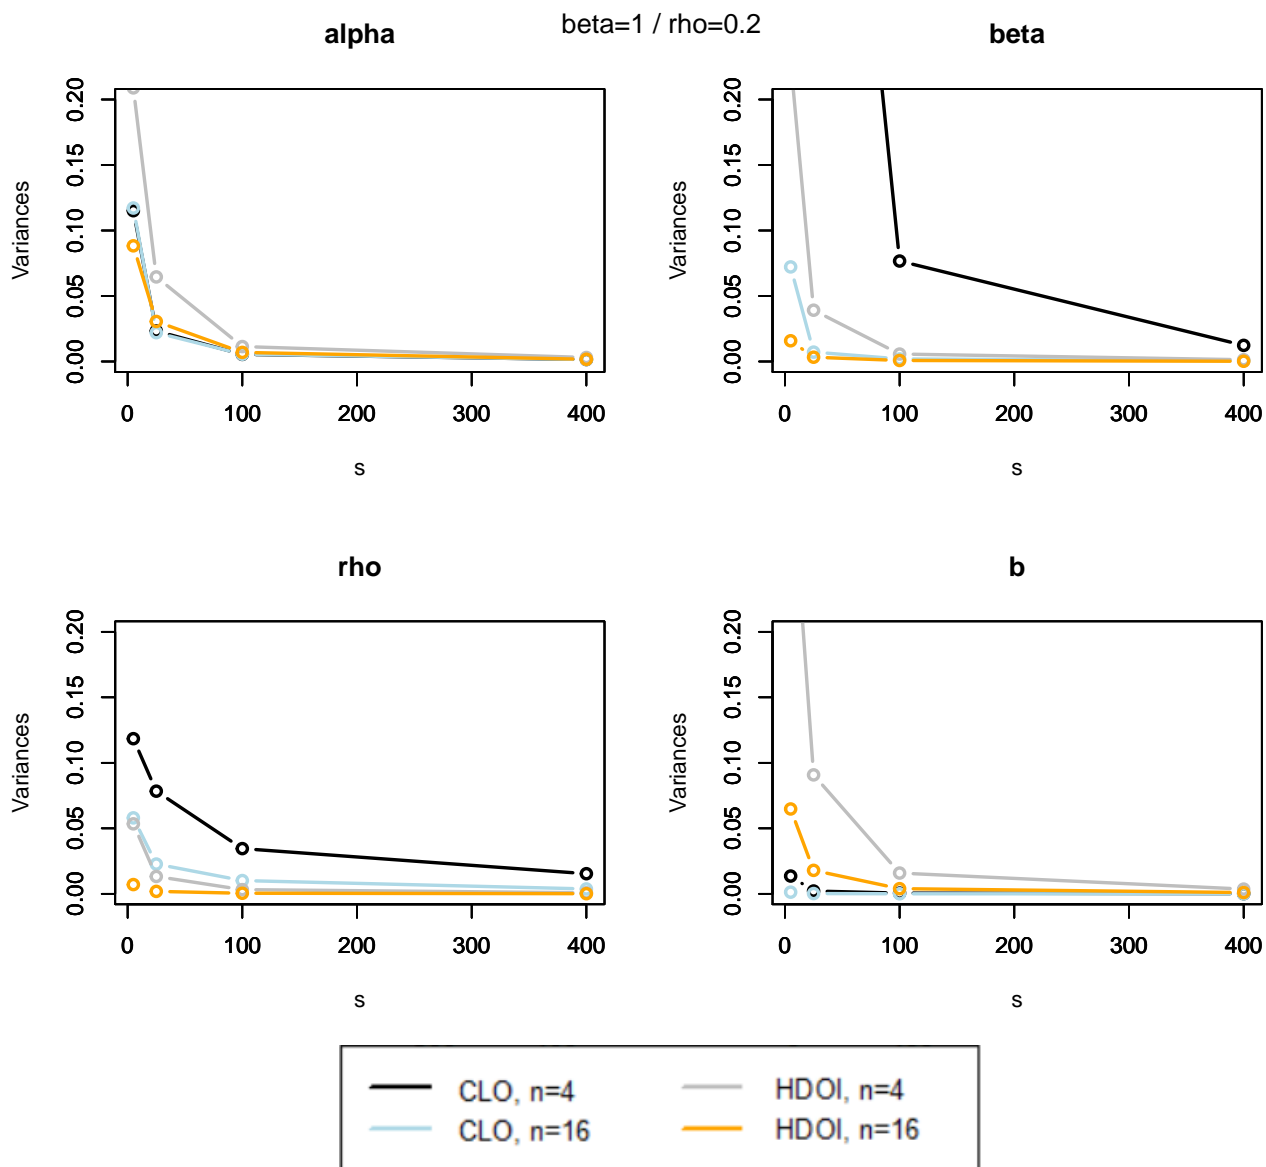 beta=1 / rho=0.2
alpha
beta
Variances
0.00 0.05 0.10 0.15 0.20
0 100 200 300 400
s
Variances
0.00 0.05 0.10 0.15 0.20
0 100 200 300 400
s
rho
b
Variances
0.00 0.05 0.10 0.15 0.20
0 100 200 300 400
s
Variances
0.00 0.05 0.10 0.15 0.20
0 100 200 300 400
s
CLO, n=4
HDOI, n=4
CLO, n=16
HDOI, n=16